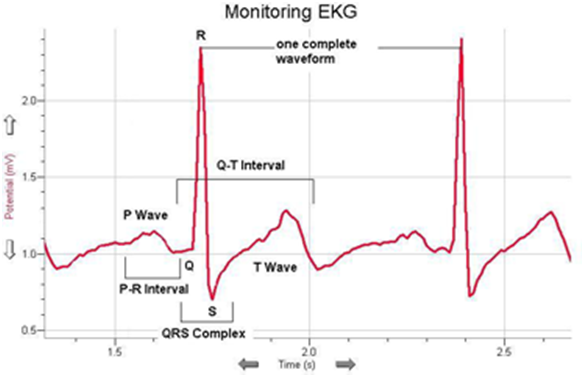 Monitoring EKG
R
one complete
waveform
2.0
Q-T Interval
1.5
Potential (mV)
P Wave
1.0
Q
T Wave
P-R Interval
S
QRS Complex
0.5
1.5
2.0
2.5
Time (s)